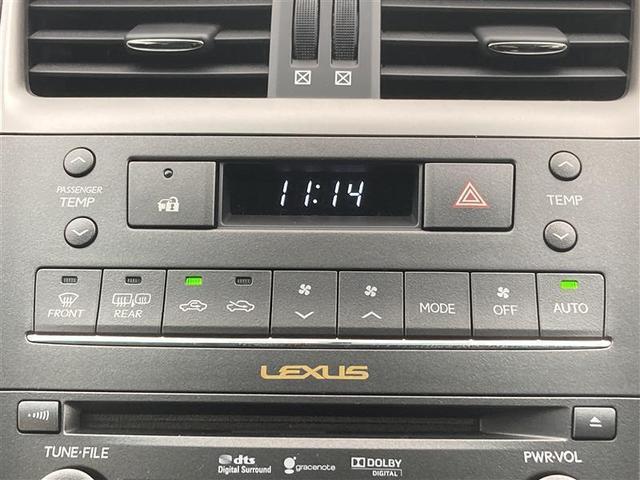 11:14
PASSENGER
TEMP
TEMP
FRONT
REAR
MODE
OFF
AUTO
LEXUS
TUNE·FILE
PWR·VOL
dts
Digital Surround
gracenote
DOLBY
DIGITAL